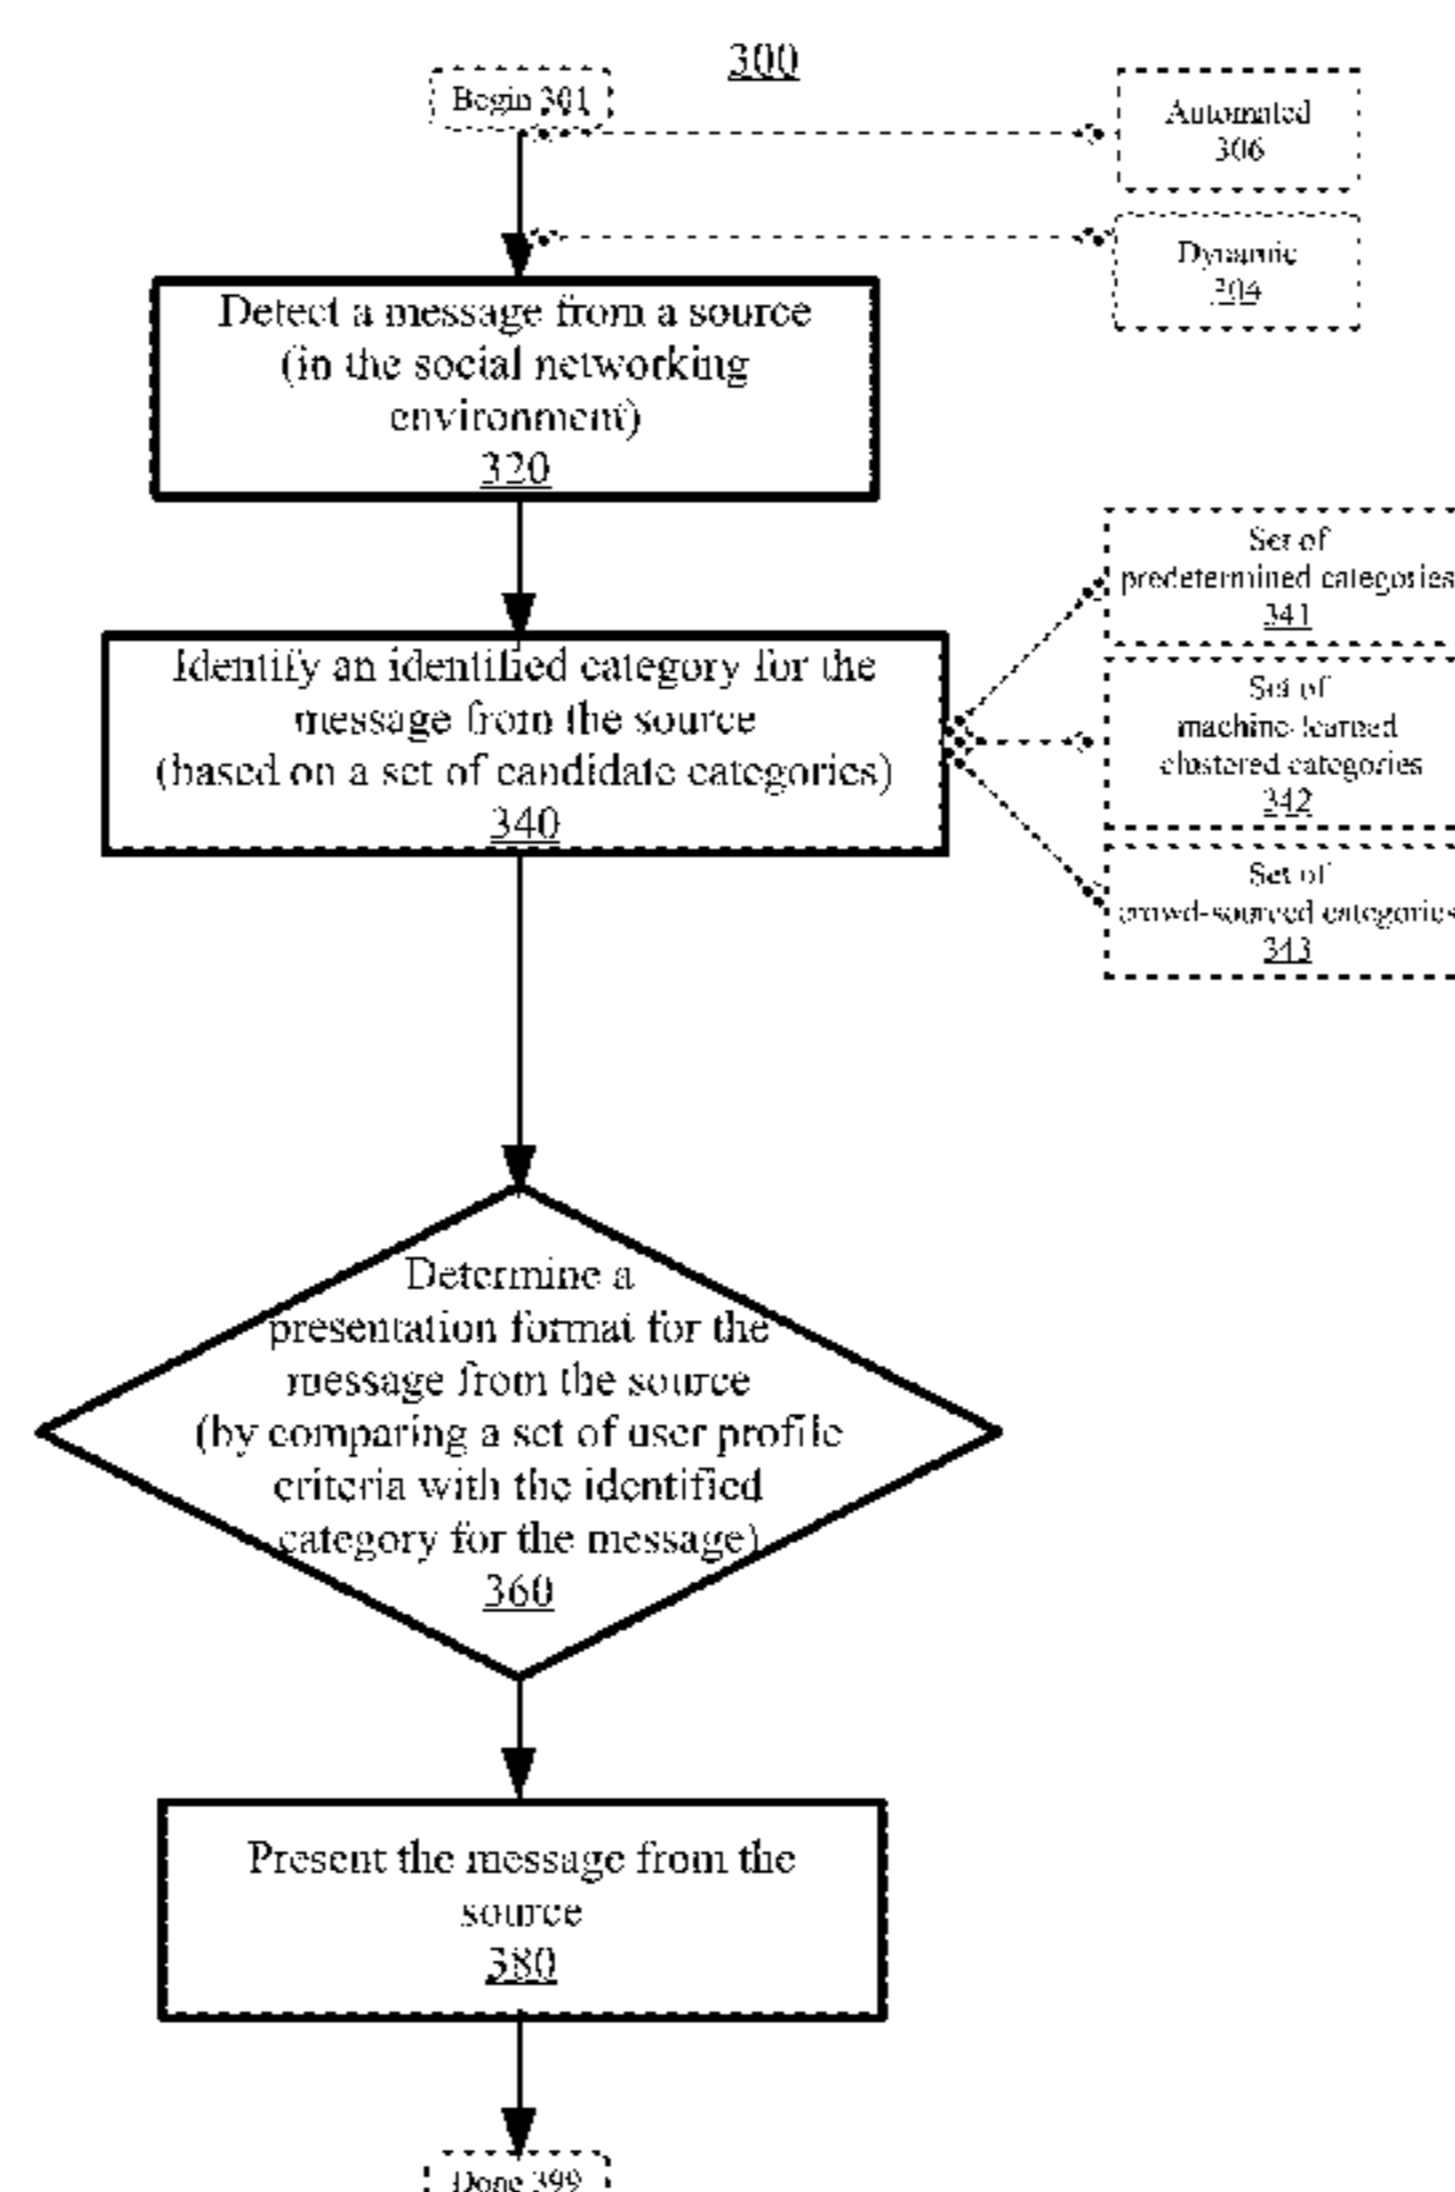 300
Begin 301
Automated
306
Dynamic
304
Detect a message from a source
(in the social networking
environment)
320
Set of
predetermined categories
341
Identify an identified category for the
message from the source
(based on a set of candidate categories)
340
Set of
machine-learned
clustered categories
342
Set of
crowd-sourced categories
343
Determine a
presentation format for the
message from the source
(by comparing a set of user profile
criteria with the identified
category for the message)
360
Present the message from the
source
380
Done 399